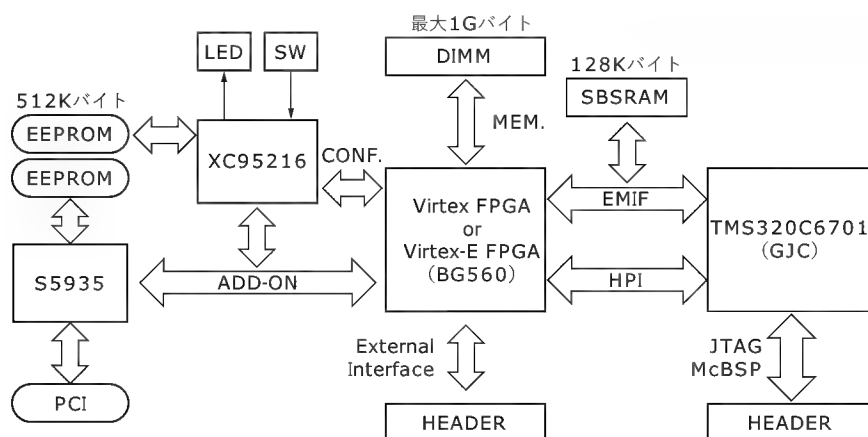 最大1Gバイト
LED
SW
DIMM
128Kバイト
512Kバイト
SBSRAM
EEPROM
XC95216
MEM.
EEPROM
CONF.
Virtex FPGA
or
Virtex-E FPGA
(BG560)
EMIF
TMS320C6701
(GJC)
S5935
ADD-ON
HPI
External
Interface
JTAG
McBSP
PCI
HEADER
HEADER